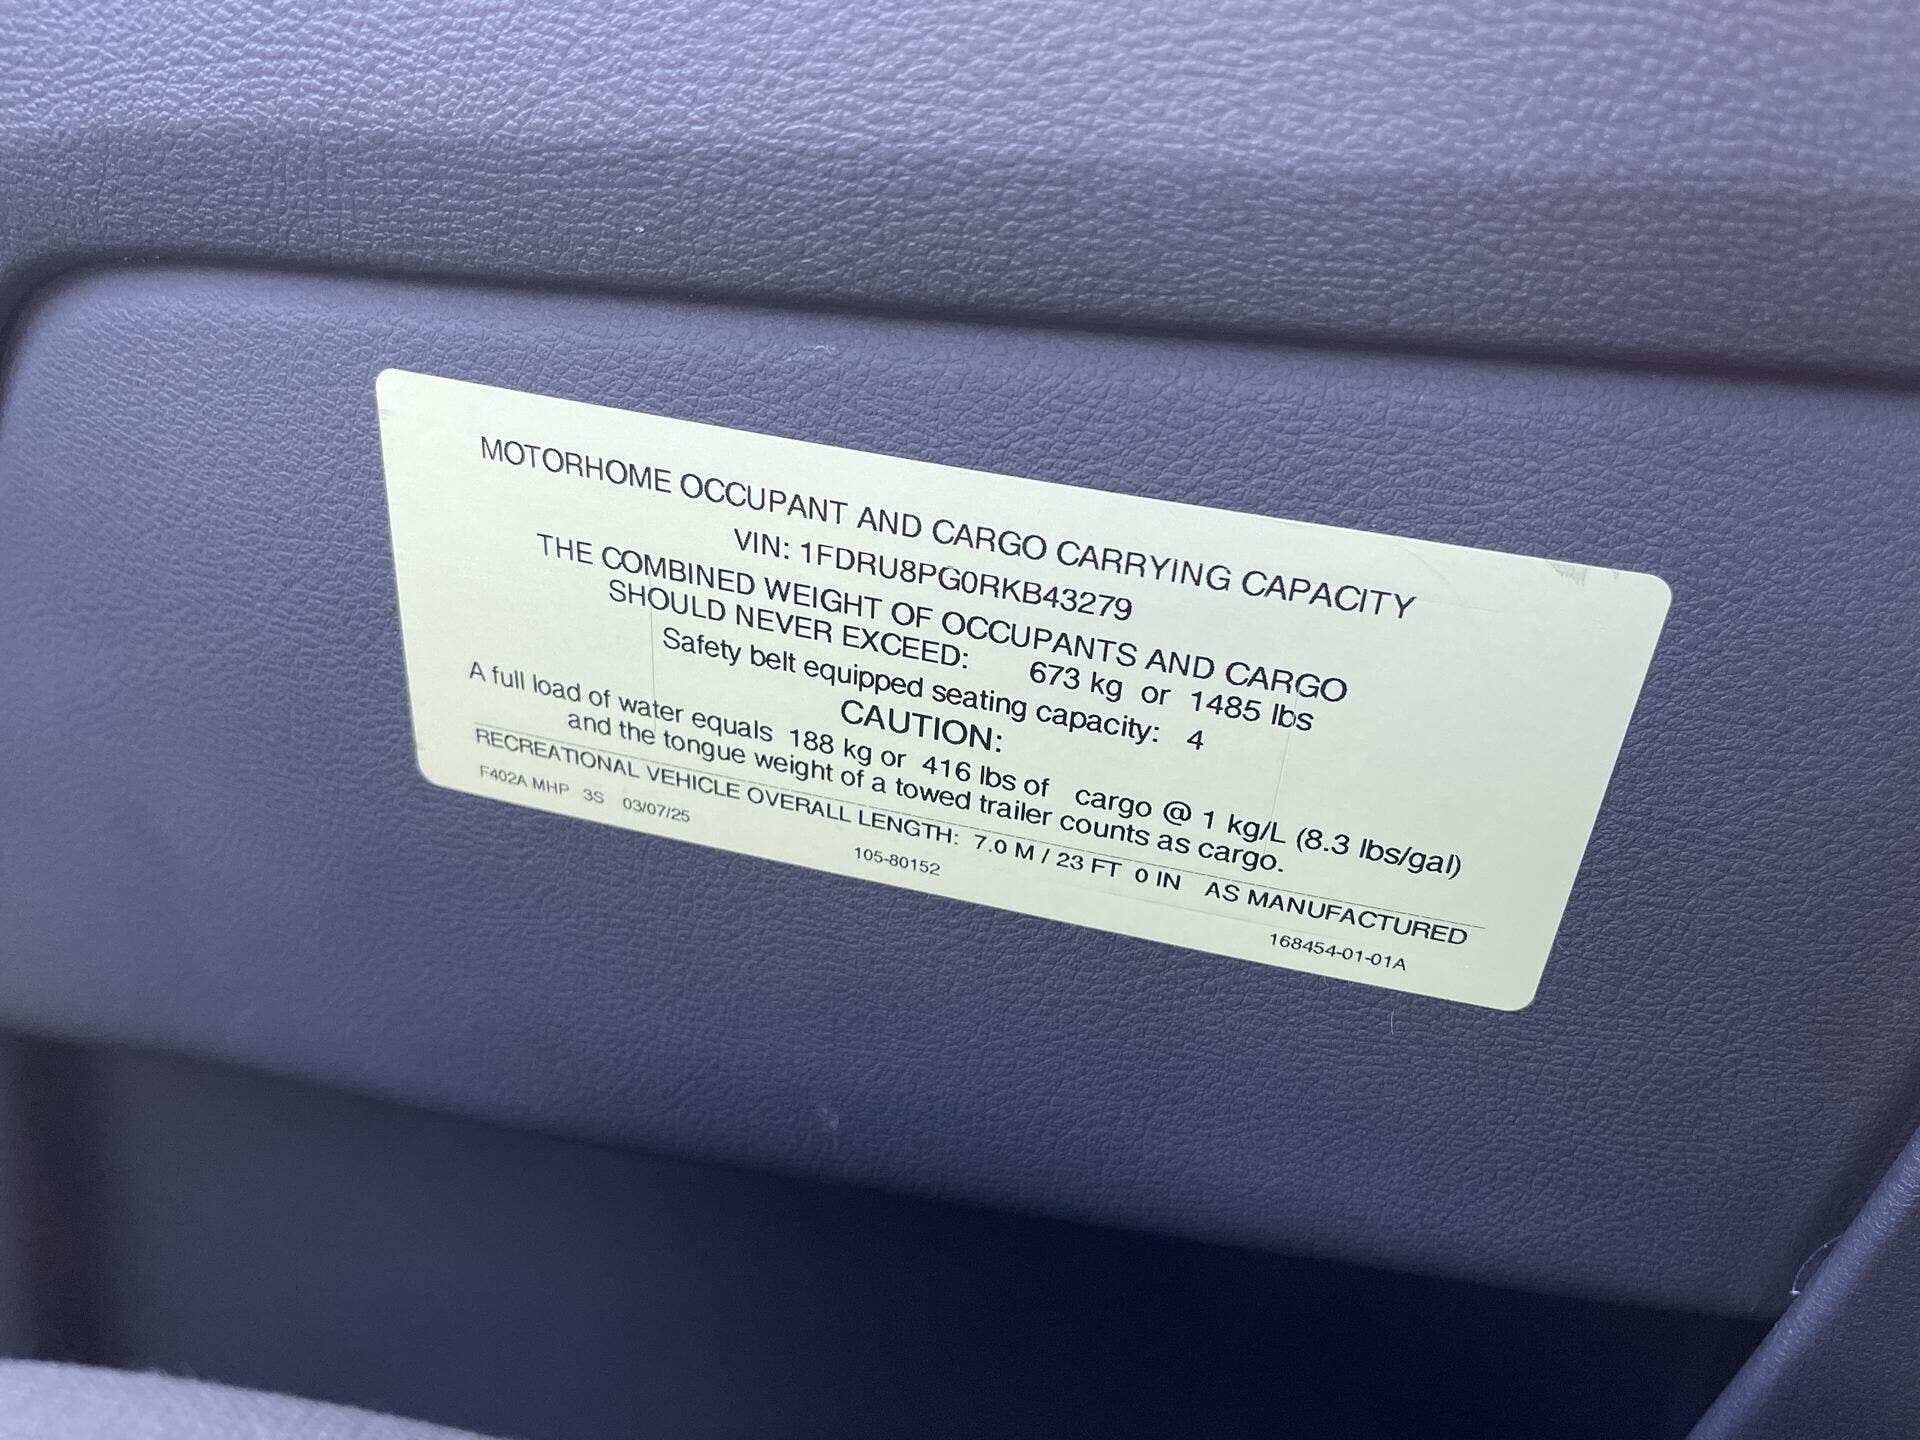 MOTORHOME OCCUPANT AND CARGO CARRYING CAPACITY
VIN: 1FDRU8PG0RKB43279
THE COMBINED WEIGHT OF OCCUPANTS AND CARGO
SHOULD NEVER EXCEED: 673 kg or 1485 lbs
Safety belt equipped seating capacity: 4
CAUTION:
A full load of water equals 188 kg or 416 lbs of cargo @ 1 kg/L (8.3 lbs/gal)
and the tongue weight of a towed trailer counts as cargo.
RECREATIONAL VEHICLE OVERALL LENGTH: 7.0 M / 23 FT 0 IN AS MANUFACTURED
F402A MHP 3S 03/07/25 105-80152 168454-01-01A